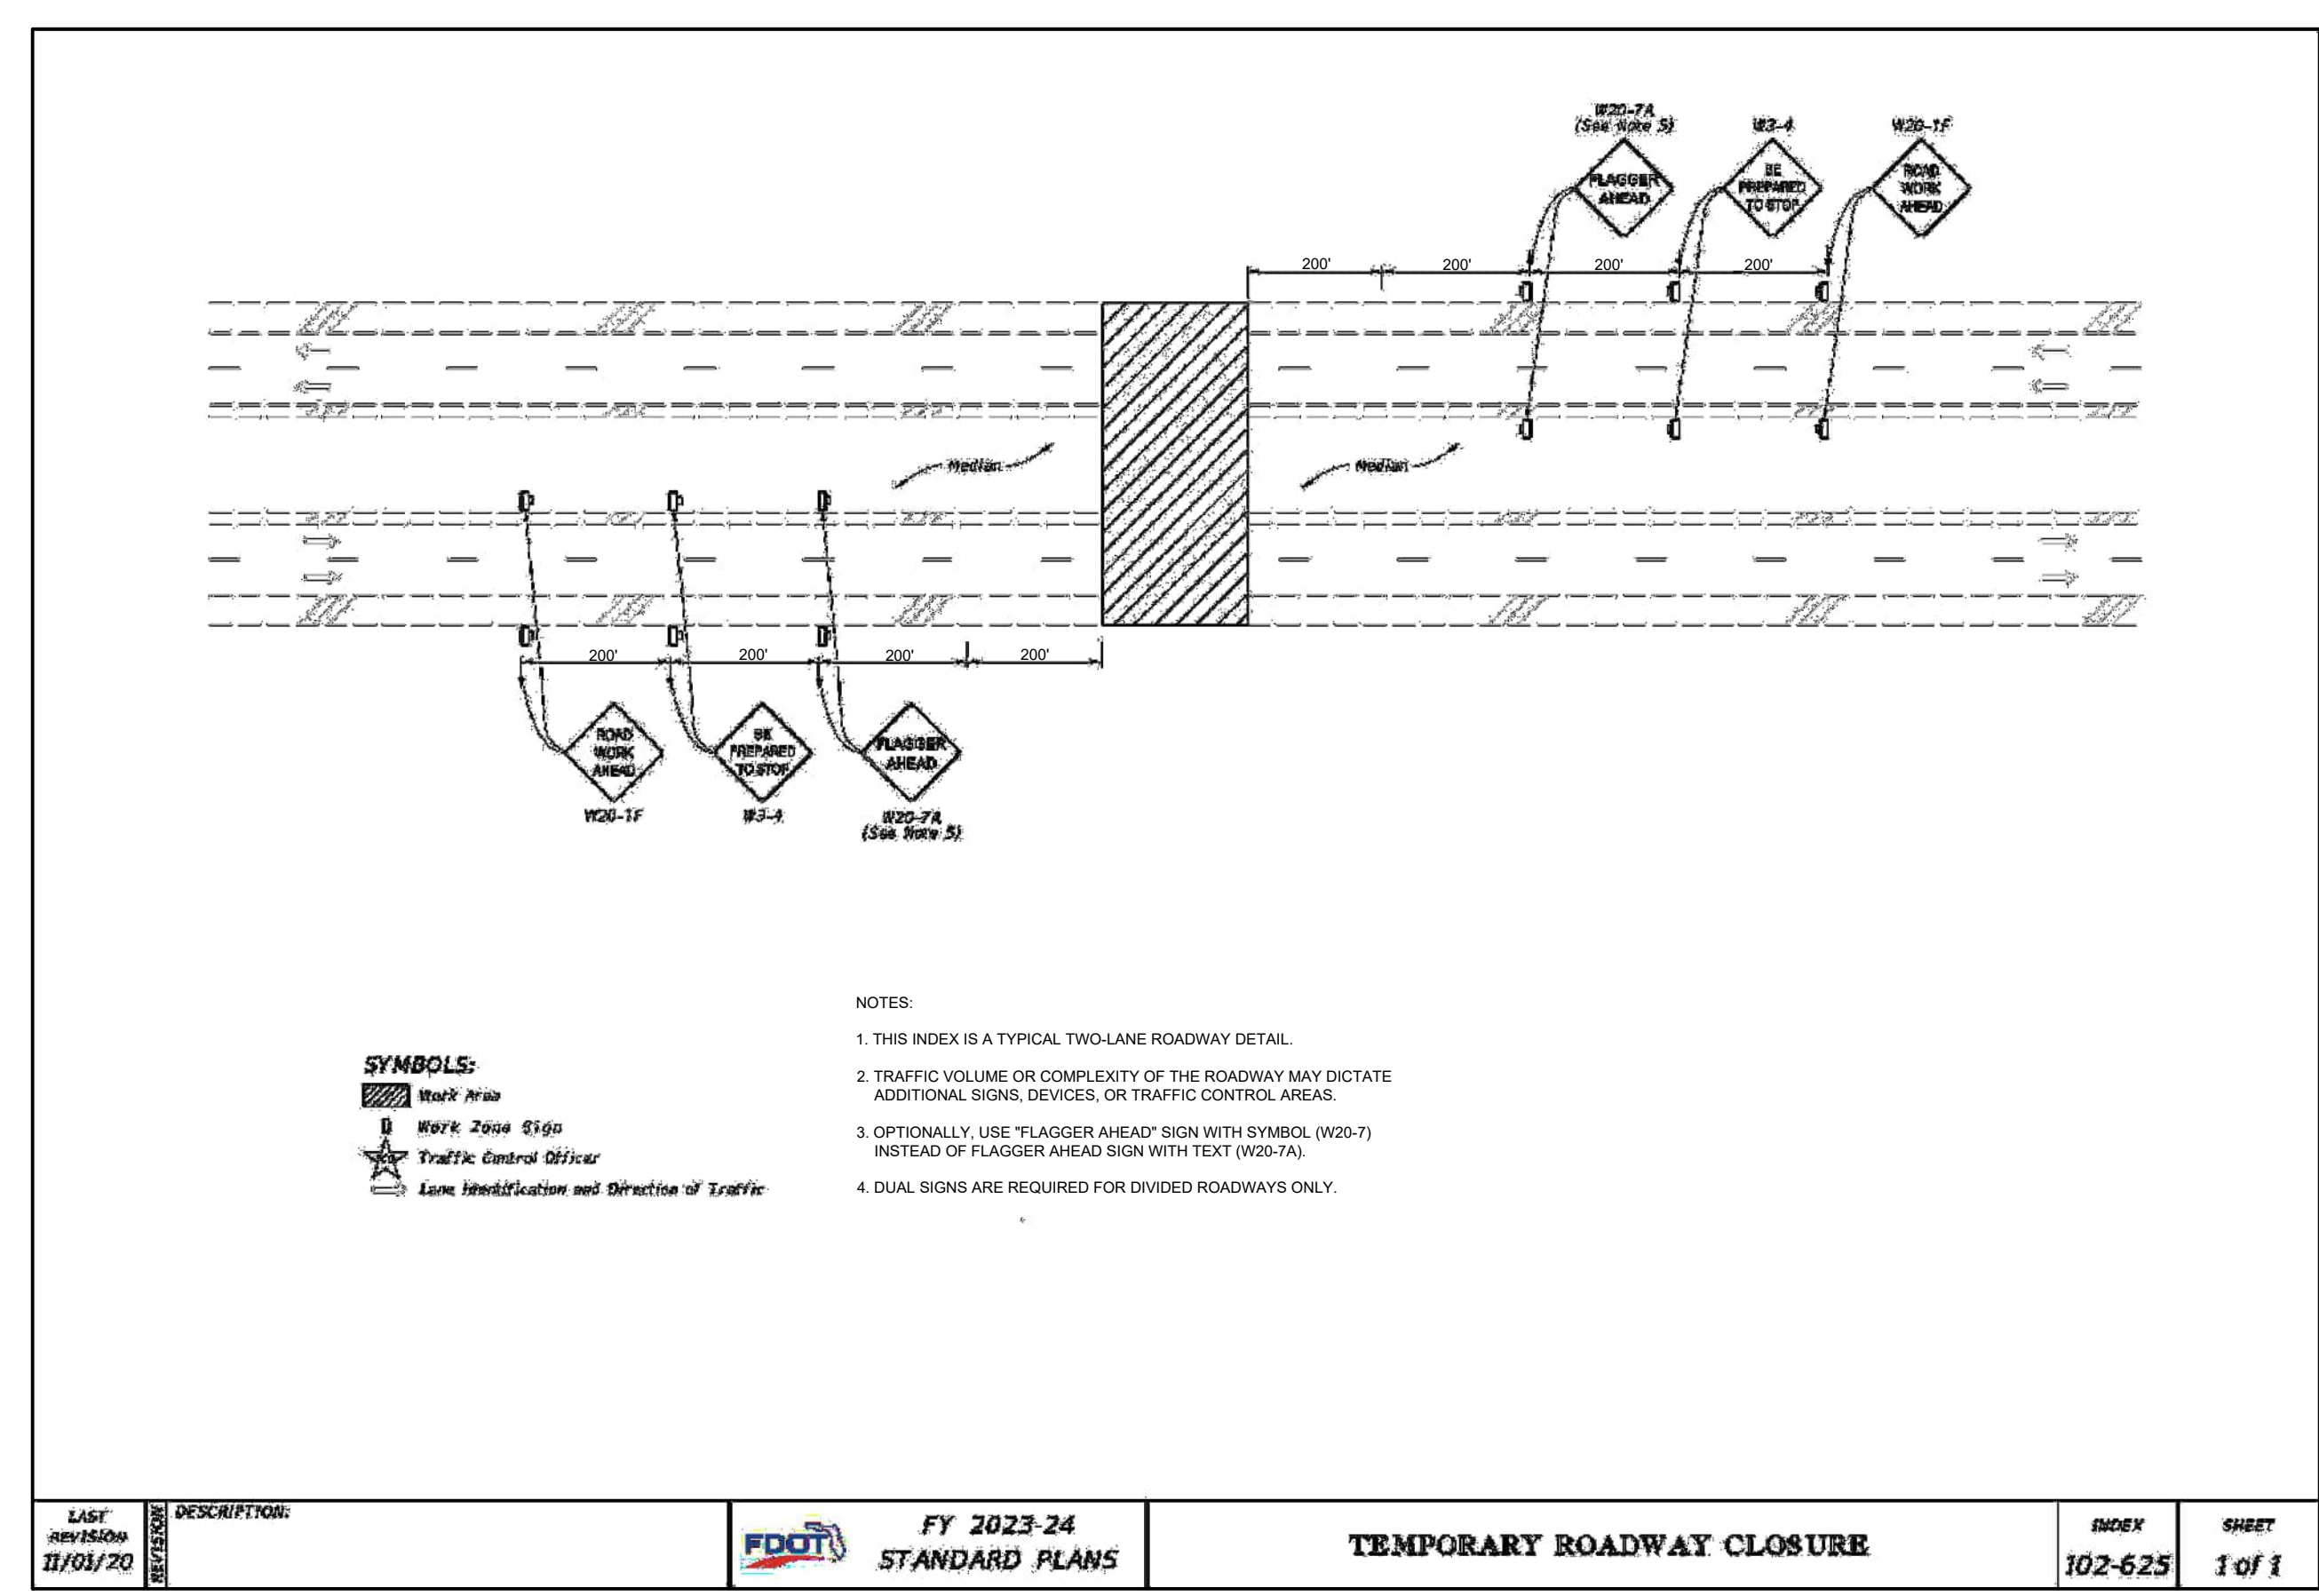 W20-7A
(See Note 5)
W3-4
W20-1F
FLAGGER
AHEAD
BE
PREPARED
TO STOP
ROAD
WORK
AHEAD
200'
200'
200'
200'
Median
Median
200'
200'
200'
200'
ROAD
WORK
AHEAD
BE
PREPARED
TO STOP
FLAGGER
AHEAD
W20-1F
W3-4
W20-7A
(See Note 5)
NOTES:
1. THIS INDEX IS A TYPICAL TWO-LANE ROADWAY DETAIL.
2. TRAFFIC VOLUME OR COMPLEXITY OF THE ROADWAY MAY DICTATE
ADDITIONAL SIGNS, DEVICES, OR TRAFFIC CONTROL AREAS.
3. OPTIONALLY, USE "FLAGGER AHEAD" SIGN WITH SYMBOL (W20-7)
INSTEAD OF FLAGGER AHEAD SIGN WITH TEXT (W20-7A).
4. DUAL SIGNS ARE REQUIRED FOR DIVIDED ROADWAYS ONLY.
SYMBOLS:
Work Area
Work Zone Sign
Traffic Control Officer
Lane Identification and Direction of Traffic
LAST
REVISION
11/01/20
REVISION
DESCRIPTION:
FDOT
FY 2023-24
STANDARD PLANS
TEMPORARY ROADWAY CLOSURE
INDEX
102-625
SHEET
1 of 1